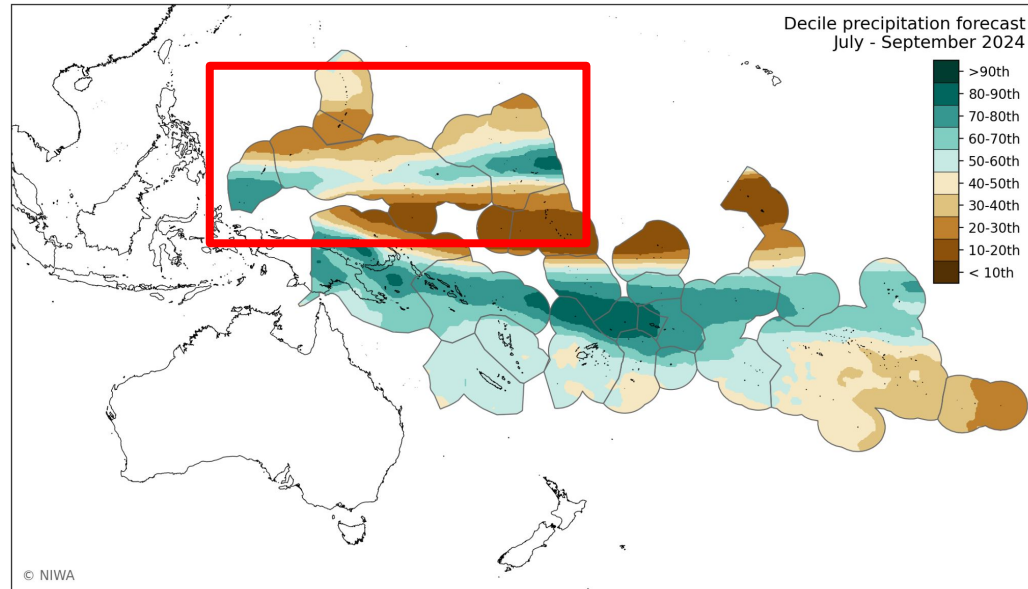 Decile precipitation forecast
July - September 2024
>90th
80-90th
70-80th
60-70th
50-60th
40-50th
30-40th
20-30th
10-20th
< 10th
© NIWA